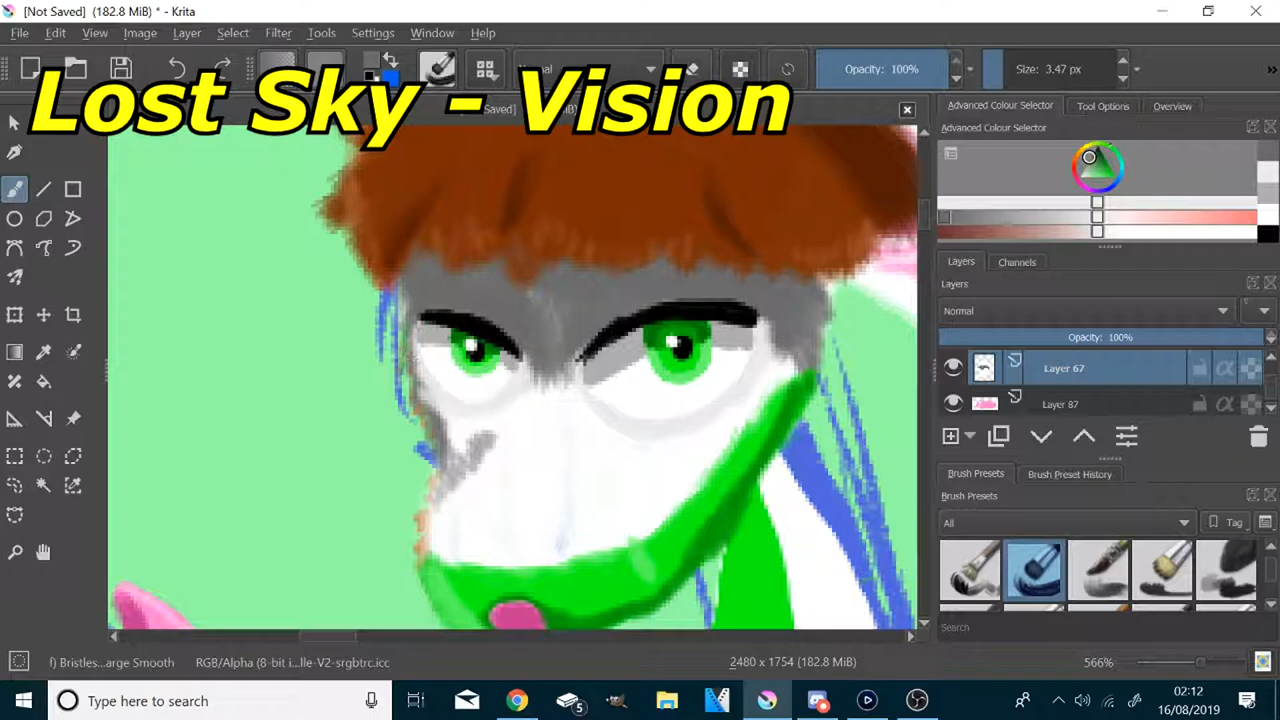 [Not Saved] (182.8 MiB) * - Krita
File Edit View Image Layer Select Filter Tools Settings Window Help
Opacity: 100% Size: 3.47 px
Lost Sky - Vision
Advanced Colour Selector Tool Options Overview
Advanced Colour Selector
Layers Channels
Layers
Normal
Opacity: 100%
Layer 67
Layer 87
Brush Presets Brush Preset History
Brush Presets
All Tag
Search
f) Bristles...arge Smooth RGB/Alpha (8-bit i...lle-V2-srgbtrc.icc 2480 x 1754 (182.8 MiB) 566%
Type here to search 5 02:12
16/08/2019